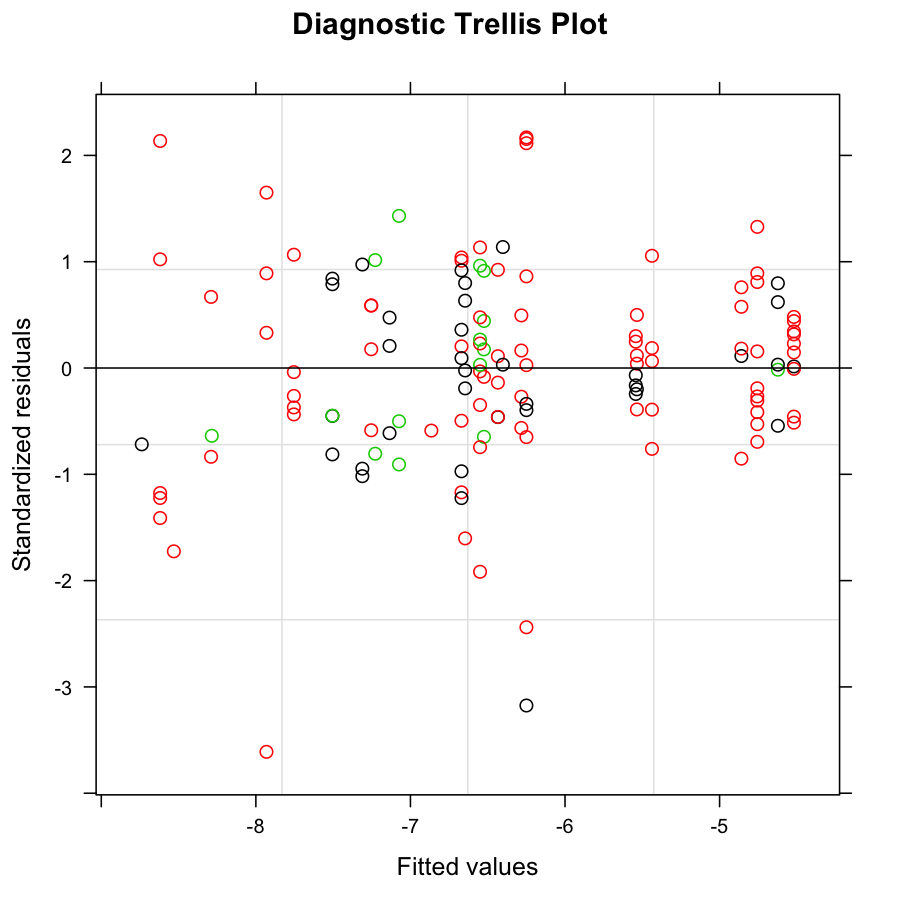 Diagnostic Trellis Plot
2
1
0
-1
-2
-3
Standardized residuals
-8 -7 -6 -5
Fitted values